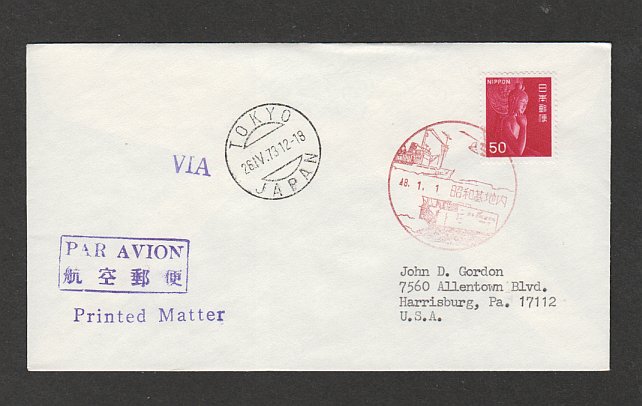 NIPPON
日本郵便
50
TOKYO
26.IV.73.12-18
JAPAN
VIA
48. 1. 1 昭和基地内
PAR AVION
航空郵便
Printed Matter
John D. Gordon
7560 Allentown Blvd.
Harrisburg, Pa. 17112
U.S.A.